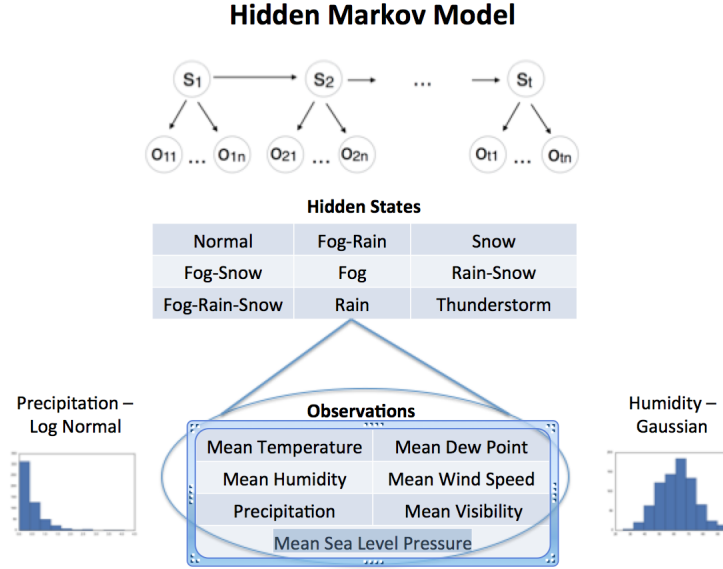 Hidden Markov Model
S1 S2 ... St
O11 ... O1n O21 ... O2n Ot1 ... Otn
Hidden States
Normal Fog-Rain Snow
Fog-Snow Fog Rain-Snow
Fog-Rain-Snow Rain Thunderstorm
Precipitation –
Log Normal
Observations
Mean Temperature Mean Dew Point
Mean Humidity Mean Wind Speed
Precipitation Mean Visibility
Mean Sea Level Pressure
Humidity –
Gaussian